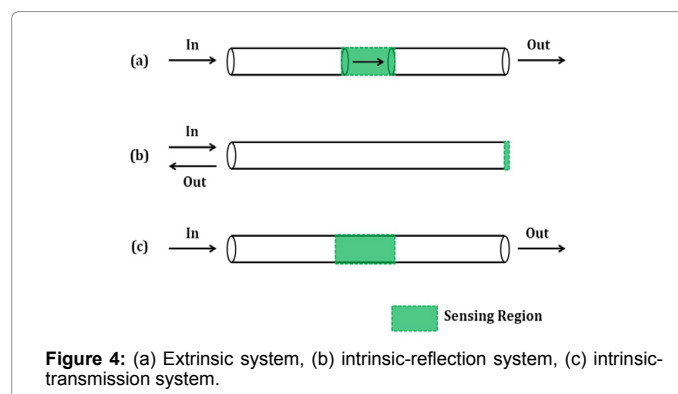 In
Out
(a)
In
(b)
Out
In
Out
(c)
Sensing Region
Figure 4: (a) Extrinsic system, (b) intrinsic-reflection system, (c) intrinsic-
transmission system.